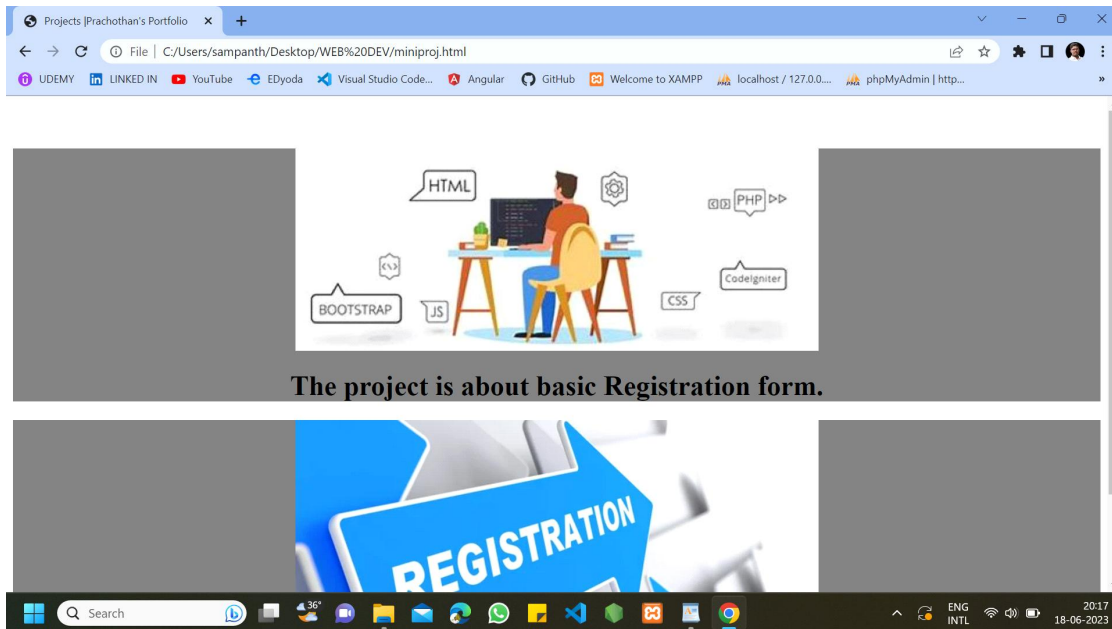 Projects |Prachothan's Portfolio
File | C:/Users/sampanth/Desktop/WEB%20DEV/miniproj.html
UDEMY LINKED IN YouTube EDyoda Visual Studio Code... Angular GitHub Welcome to XAMPP localhost / 127.0.0.... phpMyAdmin | http... »
HTML
PHP
CodeIgniter
CSS
BOOTSTRAP
JS
The project is about basic Registration form.
REGISTRATION
Search
36°
ENG
INTL
20:17
18-06-2023